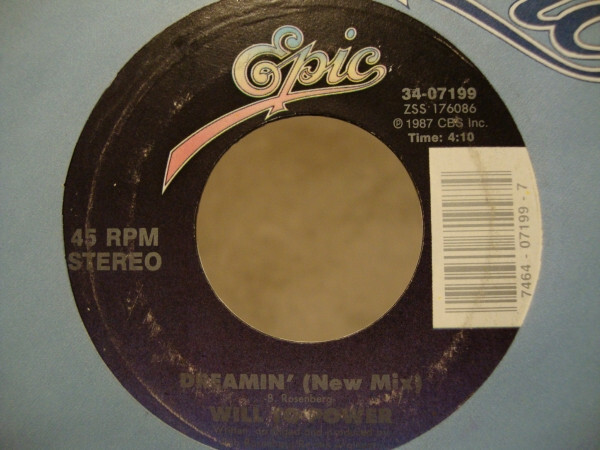 Epic
34-07199
ZSS 176086
℗ 1987 CBS Inc.
Time: 4:10
45 RPM
STEREO
7464 - 07199 - 7
DREAMIN' (New Mix)
-B. Rosenberg-
WILL TO POWER